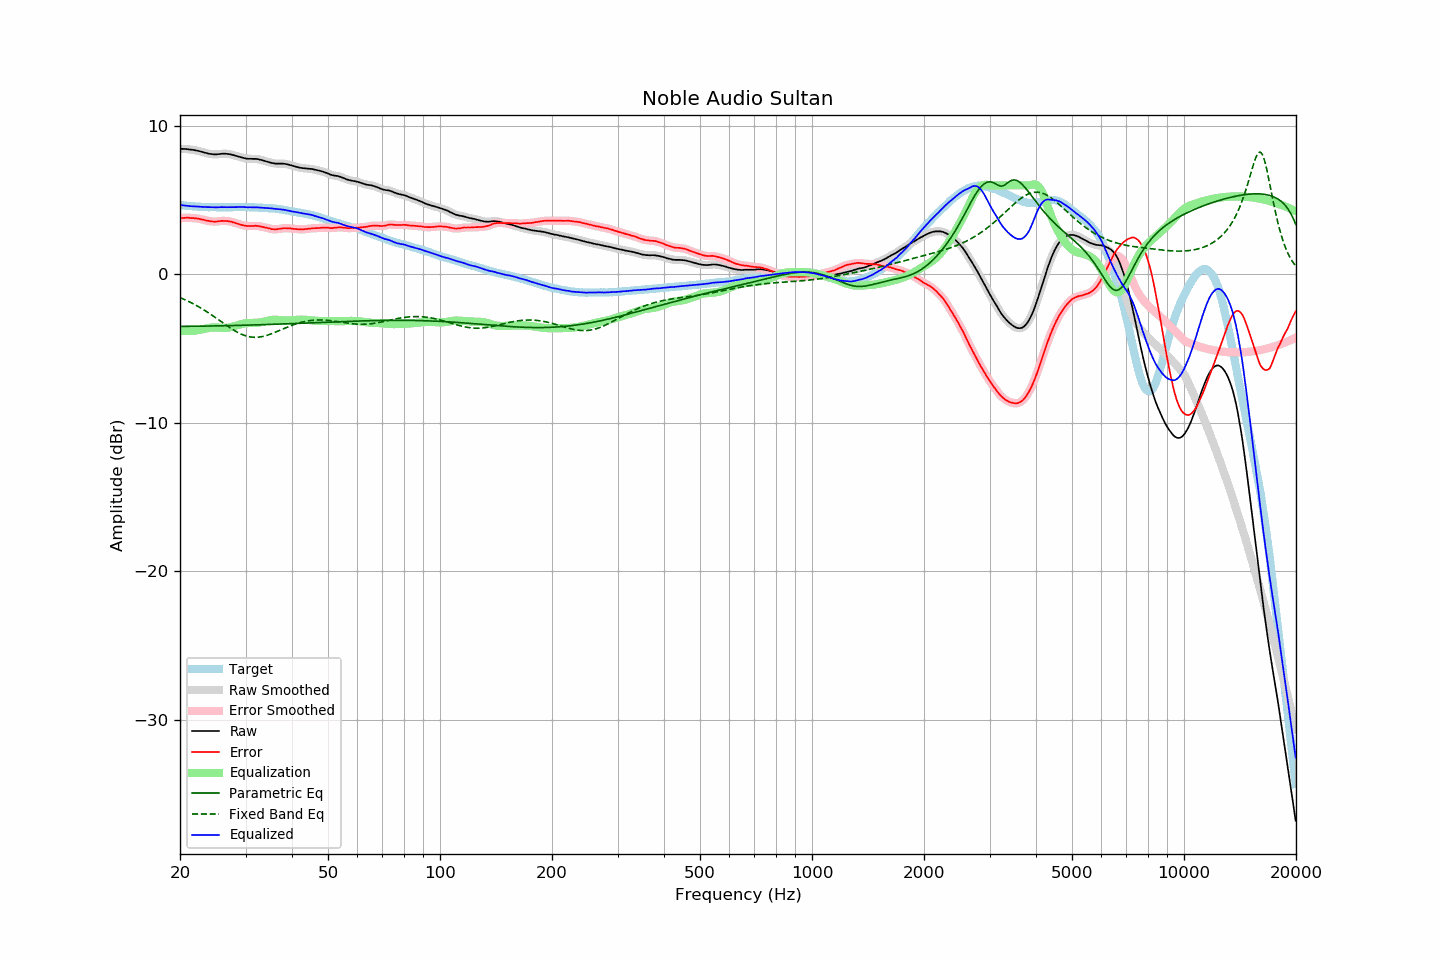 Noble Audio Sultan
10
0
−10
−20
−30
Amplitude (dBr)
Target
Raw Smoothed
Error Smoothed
Raw
Error
Equalization
Parametric Eq
Fixed Band Eq
Equalized
20 50 100 200 500 1000 2000 5000 10000 20000
Frequency (Hz)